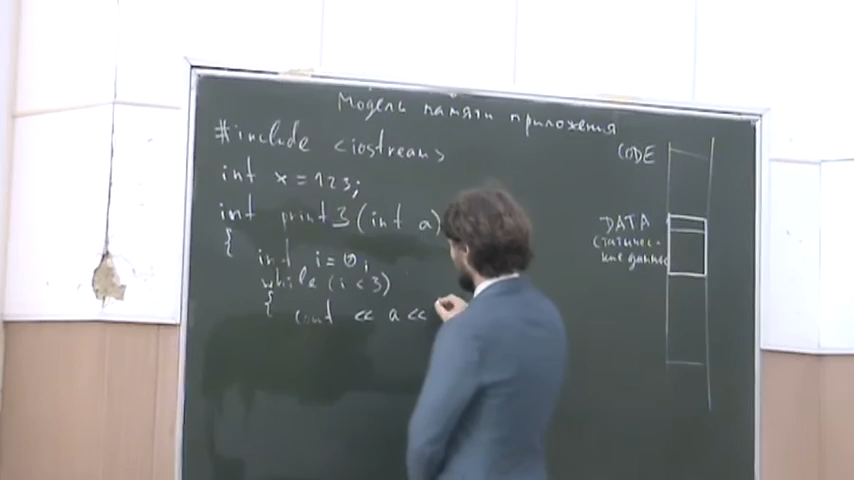 Модель памяти приложения
#include <iostream>
int x = 123;
int print3(int a)
{
int i = 0;
while (i < 3)
{ cout << a <<
CODE
DATA
(статичес-
кие данные